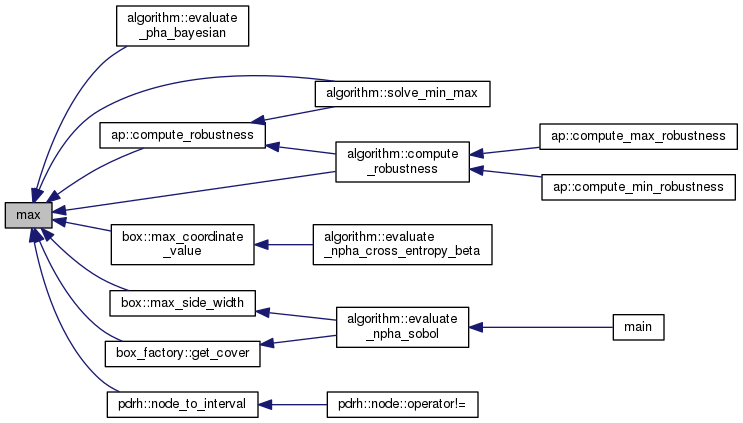 algorithm::evaluate
_pha_bayesian
algorithm::solve_min_max
ap::compute_robustness
ap::compute_max_robustness
algorithm::compute
_robustness
ap::compute_min_robustness
max
box::max_coordinate
_value
algorithm::evaluate
_npha_cross_entropy_beta
box::max_side_width
algorithm::evaluate
_npha_sobol
main
box_factory::get_cover
pdrh::node_to_interval
pdrh::node::operator!=